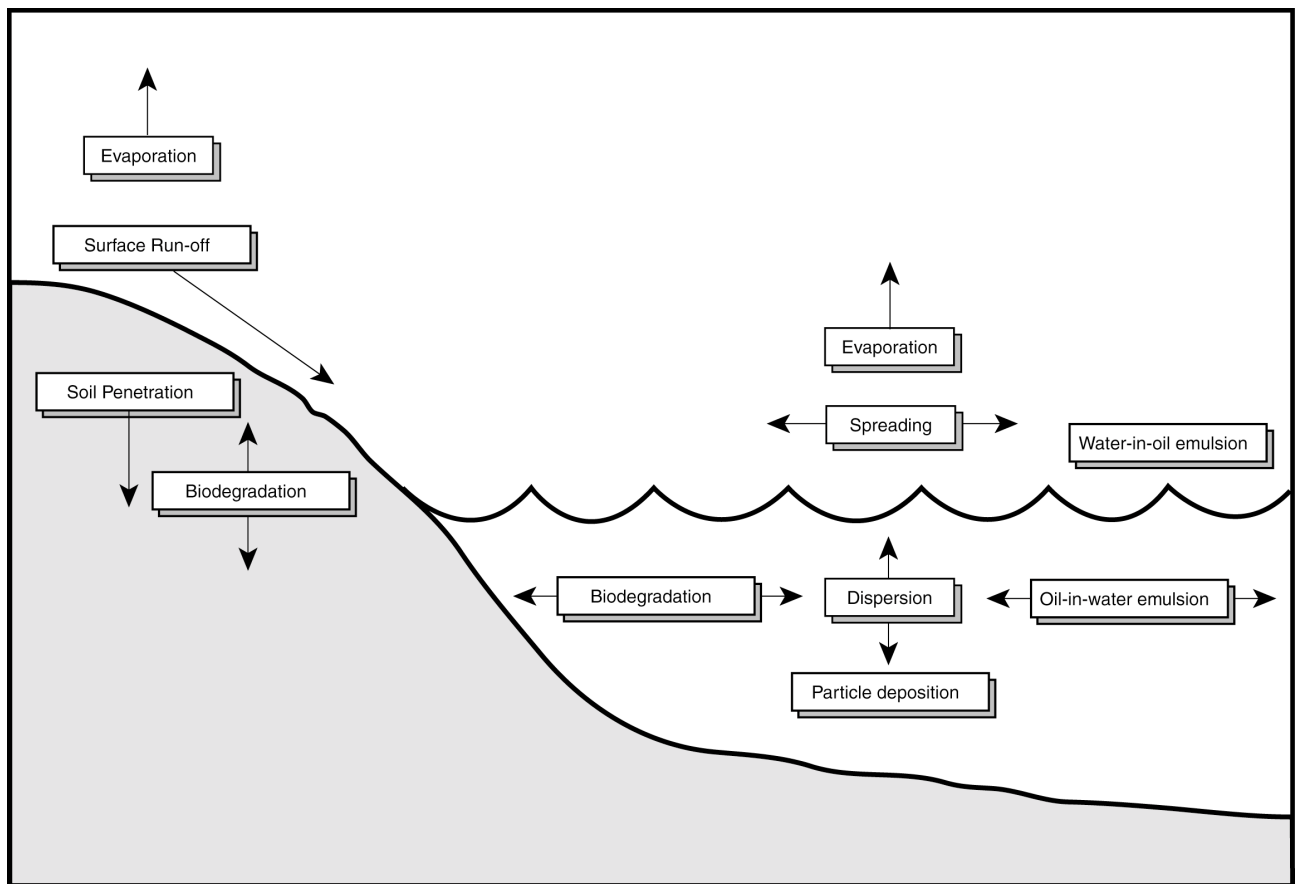 Evaporation
Surface Run-off
Soil Penetration
Biodegradation
Evaporation
Spreading
Water-in-oil emulsion
Biodegradation
Dispersion
Oil-in-water emulsion
Particle deposition